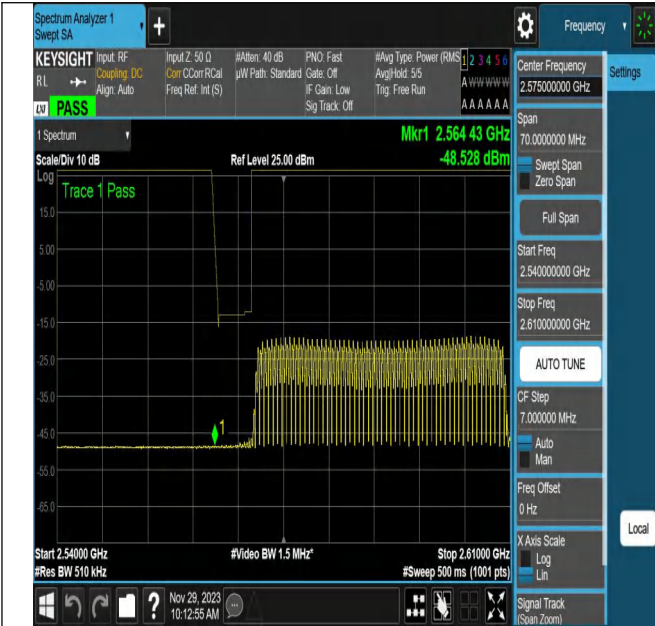 Spectrum Analyzer 1
Swept SA
+
Frequency
KEYSIGHT
RL
LXI
PASS
Input: RF
Coupling: DC
Align: Auto
Input Z: 50 Ω
Corr CCorr RCal
Freq Ref: Int (S)
#Atten: 40 dB
µW Path: Standard
PNO: Fast
Gate: Off
IF Gain: Low
Sig Track: Off
#Avg Type: Power (RMS
Avg|Hold: 5/5
Trig: Free Run
1 2 3 4 5 6
A W W W W W
A A A A A A
1 Spectrum
Scale/Div 10 dB
Ref Level 25.00 dBm
Mkr1 2.564 43 GHz
-48.528 dBm
Log
Trace 1 Pass
15.0
5.00
-5.00
-15.0
-25.0
-35.0
-45.0
-55.0
-65.0
1
Start 2.54000 GHz
#Res BW 510 kHz
#Video BW 1.5 MHz*
Stop 2.61000 GHz
#Sweep 500 ms (1001 pts)
Center Frequency
2.575000000 GHz
Settings
Span
70.0000000 MHz
Swept Span
Zero Span
Full Span
Start Freq
2.540000000 GHz
Stop Freq
2.610000000 GHz
AUTO TUNE
CF Step
7.000000 MHz
Auto
Man
Freq Offset
0 Hz
X Axis Scale
Log
Lin
Local
Signal Track
(Span Zoom)
?
Nov 29, 2023
10:12:55 AM